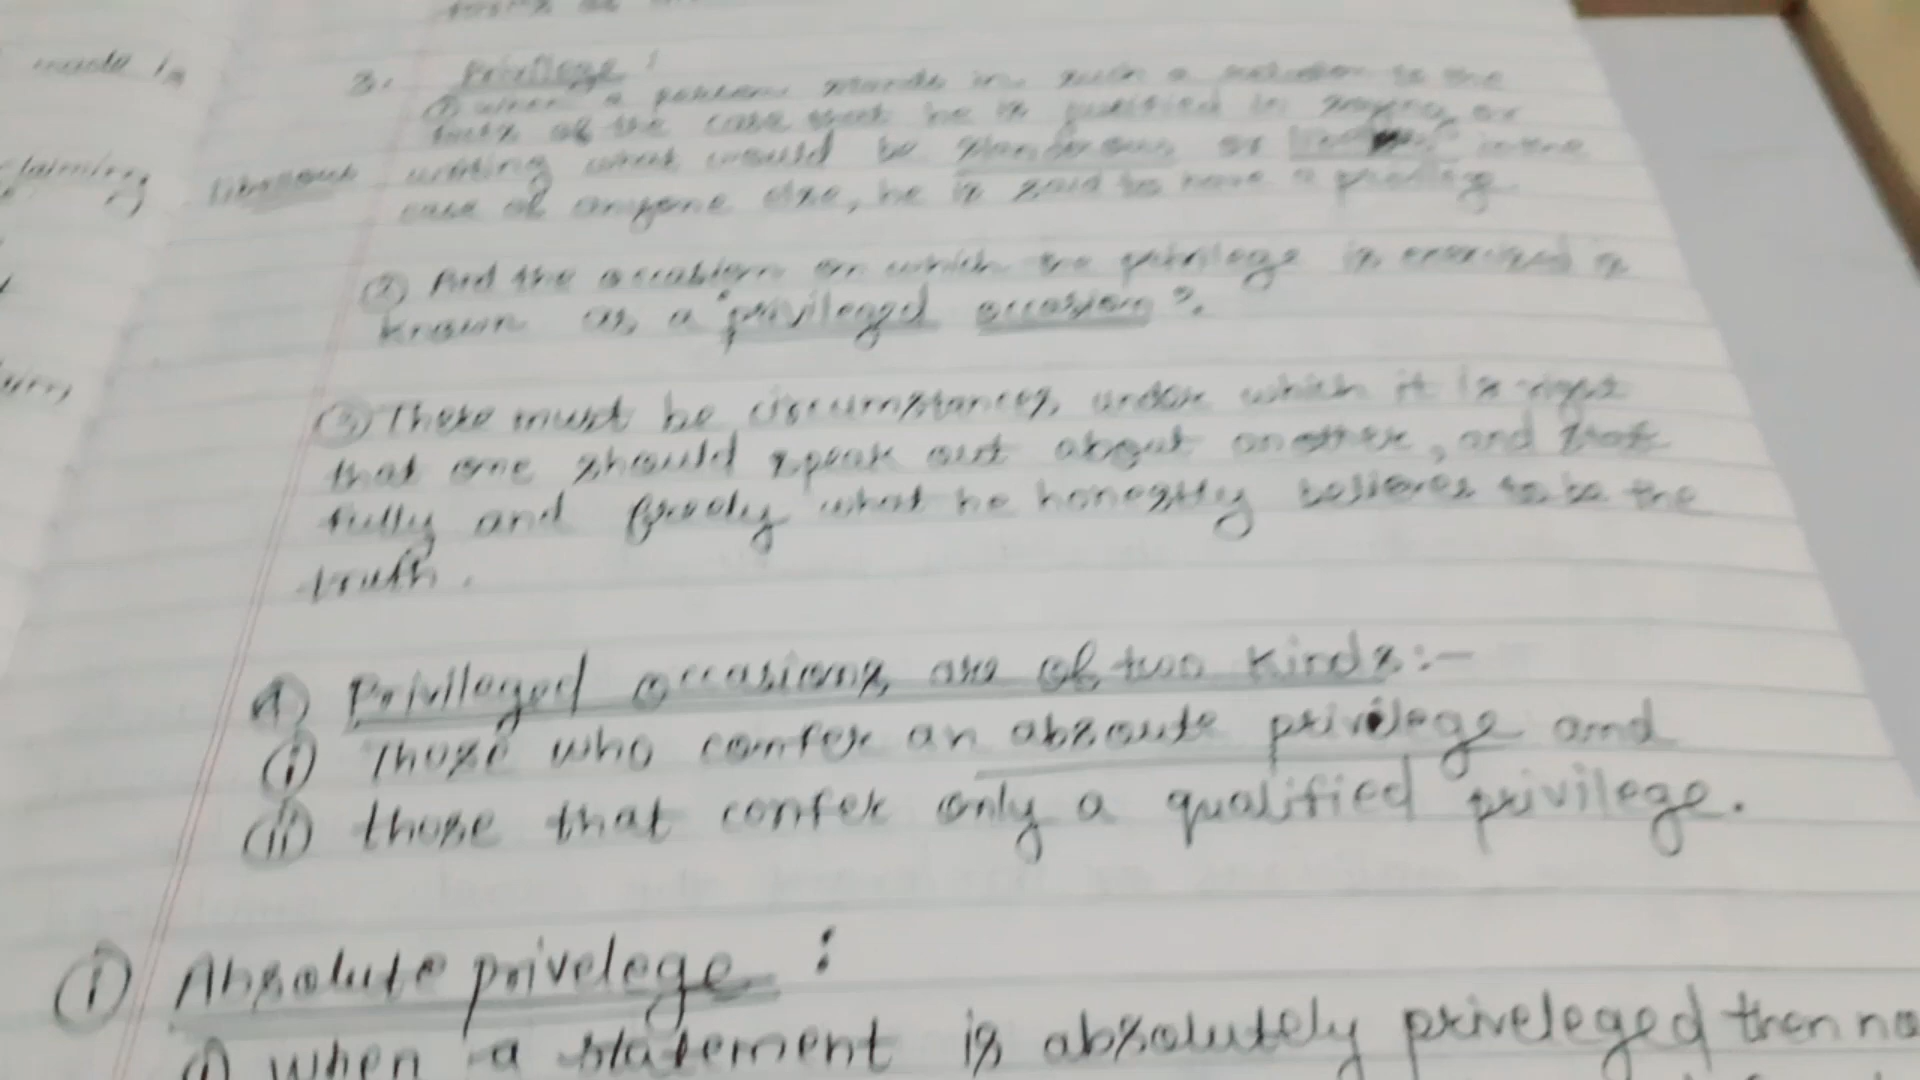 made is
3. Privilege :
① when a person stands in such a relation to the
facts of the case that he is justified in saying or
writing what would be slanderous or in the
libellous
case of anyone else, he is said to have a privilege
② And the occasion on which the privilege is exercised is
known as a "privileged occasion".
③ There must be circumstances, under which it is right
that one should speak out about another, and that
fully and freely what he honestly believes to be the
truth.
④ Privileged occasions are of two kinds:-
(i) Those who confer an absoute privilege and
(ii) those that confer only a qualified privilege.
① Absolute privelege :
① when a statement is absolutely priveleged then no